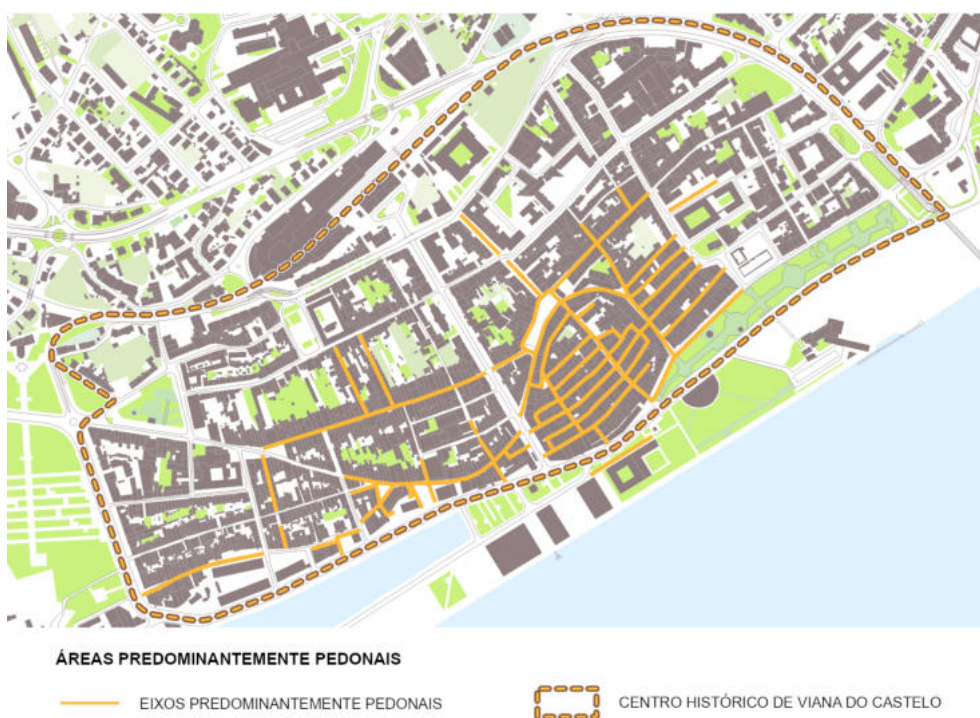 ÁREAS PREDOMINANTEMENTE PEDONAIS
EIXOS PREDOMINANTEMENTE PEDONAIS
CENTRO HISTÓRICO DE VIANA DO CASTELO